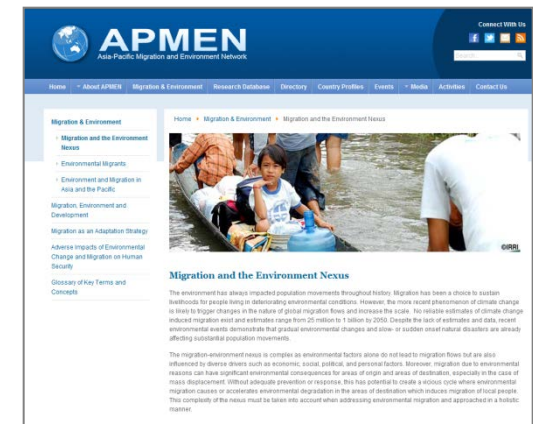 Connect With Us
APMEN
Asia-Pacific Migration and Environment Network
Search
Home About APMEN Migration & Environment Research Database Directory Country Profiles Events Media Activities Contact Us
Migration & Environment
Migration and the Environment
Nexus
Environmental Migrants
Environment and Migration in
Asia and the Pacific
Migration, Environment and
Development
Migration as an Adaptation Strategy
Adverse Impacts of Environmental
Change and Migration on Human
Security
Glossary of Key Terms and
Concepts
Home Migration & Environment Migration and the Environment Nexus
©IRRI
Migration and the Environment Nexus
The environment has always impacted population movements throughout history. Migration has been a choice to sustain
livelihoods for people living in deteriorating environmental conditions. However, the more recent phenomenon of climate change
is likely to trigger changes in the nature of global migration flows and increase the scale. No reliable estimates of climate change
induced migration exist and estimates range from 25 million to 1 billion by 2050. Despite the lack of estimates and data, recent
environmental events demonstrate that gradual environmental changes and slow- or sudden onset natural disasters are already
affecting substantial population movements.
The migration-environment nexus is complex as environmental factors alone do not lead to migration flows but are also
influenced by diverse drivers such as economic, social, political, and personal factors. Moreover, migration due to environmental
reasons can have significant environmental consequences for areas of origin and areas of destination, especially in the case of
mass displacement. Without adequate prevention or response, this has potential to create a vicious cycle where environmental
migration causes or accelerates environmental degradation in the areas of destination which induces migration of local people.
This complexity of the nexus must be taken into account when addressing environmental migration and approached in a holistic
manner.